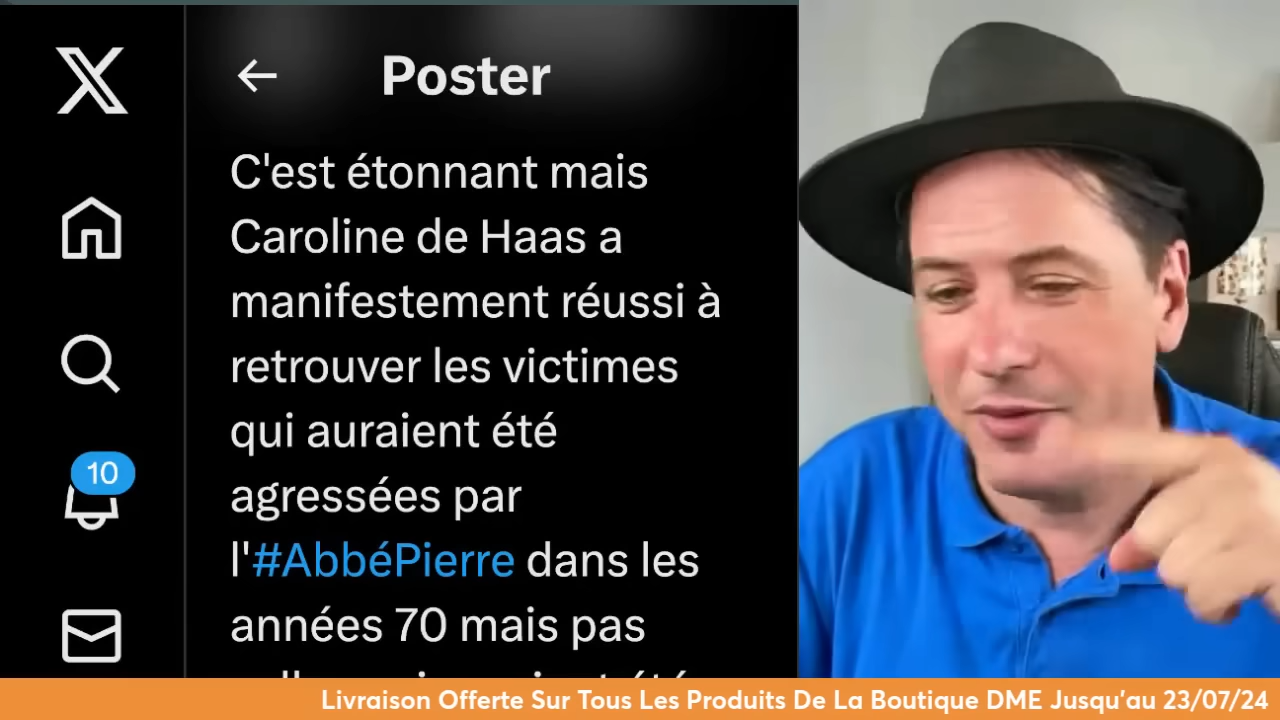 Poster
C'est étonnant mais
Caroline de Haas a
manifestement réussi à
retrouver les victimes
qui auraient été
agressées par
l'#AbbéPierre dans les
années 70 mais pas
10
Livraison Offerte Sur Tous Les Produits De La Boutique DME Jusqu'au 23/07/24